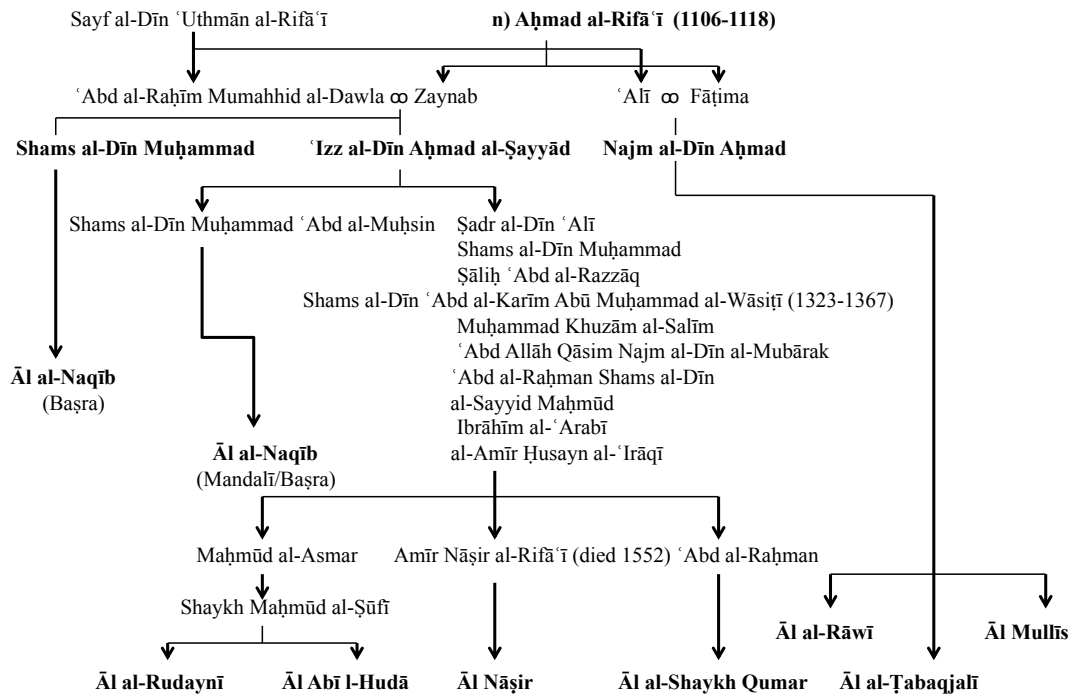 Sayf al-Dīn ʿUthmān al-Rifāʿī
n) Aḥmad al-Rifāʿī (1106-1118)
ʿAbd al-Raḥīm Mumahhid al-Dawla ꝏ Zaynab
ʿAlī ꝏ Fāṭima
Shams al-Dīn Muḥammad
ʿIzz al-Dīn Aḥmad al-Ṣayyād
Najm al-Dīn Aḥmad
Shams al-Dīn Muḥammad ʿAbd al-Muḥsin
Ṣadr al-Dīn ʿAlī
Shams al-Dīn Muḥammad
Ṣāliḥ ʿAbd al-Razzāq
Shams al-Dīn ʿAbd al-Karīm Abū Muḥammad al-Wāsiṭī (1323-1367)
Muḥammad Khuzām al-Salīm
ʿAbd Allāh Qāsim Najm al-Dīn al-Mubārak
ʿAbd al-Raḥman Shams al-Dīn
al-Sayyid Maḥmūd
Ibrāhīm al-ʿArabī
al-Amīr Ḥusayn al-ʿIrāqī
Āl al-Naqīb
(Baṣra)
Āl al-Naqīb
(Mandalī/Baṣra)
Maḥmūd al-Asmar
Amīr Nāṣir al-Rifāʿī (died 1552)
ʿAbd al-Raḥman
Shaykh Maḥmūd al-Ṣūfī
Āl al-Rāwī
Āl Mullīs
Āl al-Rudaynī
Āl Abī l-Hudā
Āl Nāṣir
Āl al-Shaykh Qumar
Āl al-Ṭabaqjalī